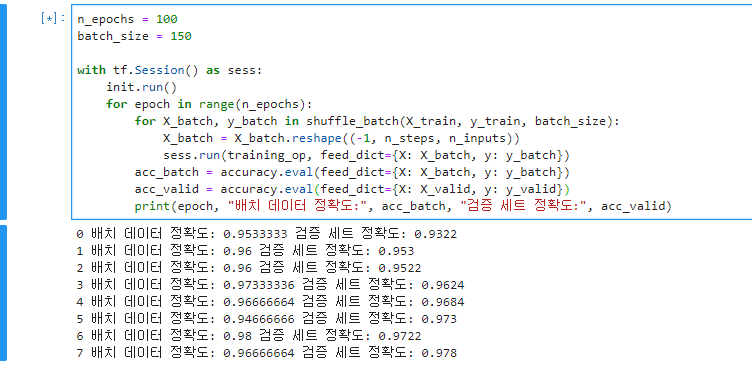 [*]:
n_epochs = 100
batch_size = 150
with tf.Session() as sess:
    init.run()
    for epoch in range(n_epochs):
        for X_batch, y_batch in shuffle_batch(X_train, y_train, batch_size):
            X_batch = X_batch.reshape((-1, n_steps, n_inputs))
            sess.run(training_op, feed_dict={X: X_batch, y: y_batch})
        acc_batch = accuracy.eval(feed_dict={X: X_batch, y: y_batch})
        acc_valid = accuracy.eval(feed_dict={X: X_valid, y: y_valid})
        print(epoch, "배치 데이터 정확도:", acc_batch, "검증 세트 정확도:", acc_valid)
0 배치 데이터 정확도: 0.9533333 검증 세트 정확도: 0.9322
1 배치 데이터 정확도: 0.96 검증 세트 정확도: 0.953
2 배치 데이터 정확도: 0.96 검증 세트 정확도: 0.9522
3 배치 데이터 정확도: 0.97333336 검증 세트 정확도: 0.9624
4 배치 데이터 정확도: 0.96666664 검증 세트 정확도: 0.9684
5 배치 데이터 정확도: 0.94666666 검증 세트 정확도: 0.973
6 배치 데이터 정확도: 0.98 검증 세트 정확도: 0.9722
7 배치 데이터 정확도: 0.96666664 검증 세트 정확도: 0.978